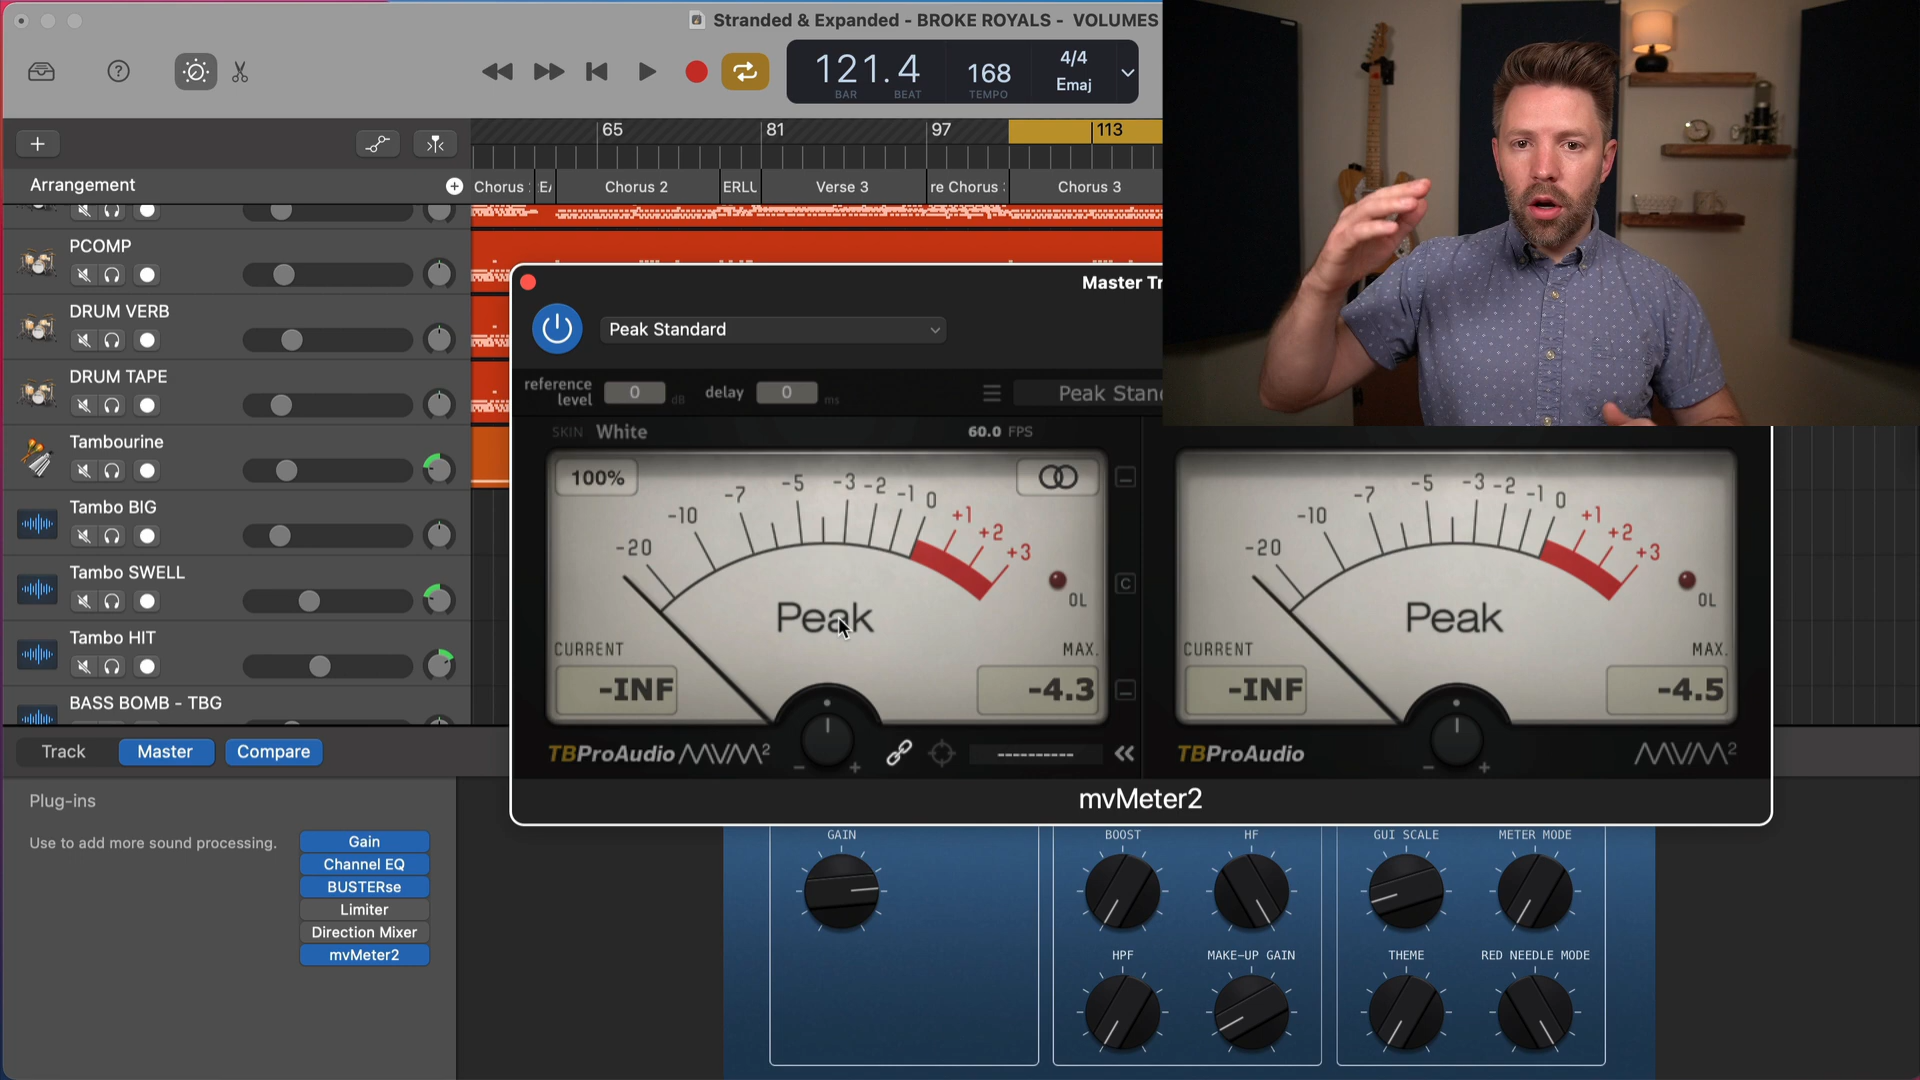 Stranded & Expanded - BROKE ROYALS - VOLUMES
121.4
BAR
BEAT
168
TEMPO
4/4
Emaj
65
81
97
113
Arrangement
Chorus
Chorus 2
ERLU
Verse 3
re Chorus
Chorus 3
PCOMP
DRUM VERB
DRUM TAPE
Tambourine
Tambo BIG
Tambo SWELL
Tambo HIT
BASS BOMB - TBG
Master Tr
Peak Standard
reference level
0
dB
delay
0
ms
Peak Stand
SKIN White
60.0 FPS
100%
-20
-10
-7
-5
-3
-2
-1
0
+1
+2
+3
OL
Peak
CURRENT
-INF
MAX.
-4.3
C
TBProAudio MVM2
- +
----------
-20
-10
-7
-5
-3
-2
-1
0
+1
+2
+3
OL
Peak
CURRENT
-INF
MAX.
-4.5
TBProAudio
- +
MVM2
mvMeter2
Track
Master
Compare
Plug-ins
Use to add more sound processing.
Gain
Channel EQ
BUSTERse
Limiter
Direction Mixer
mvMeter2
GAIN
BOOST
HF
GUI SCALE
METER MODE
HPF
MAKE-UP GAIN
THEME
RED NEEDLE MODE